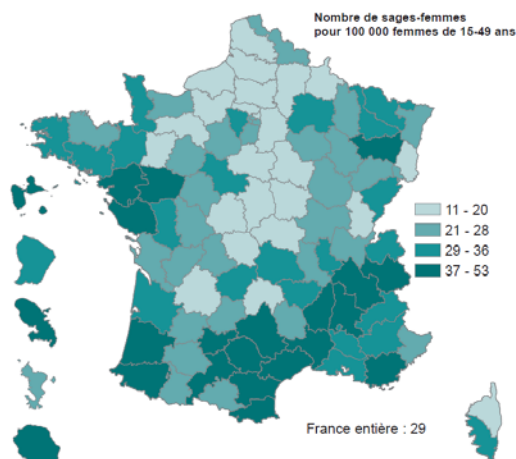 Nombre de sages-femmes
pour 100 000 femmes de 15-49 ans
11 - 20
21 - 28
29 - 36
37 - 53
France entière : 29